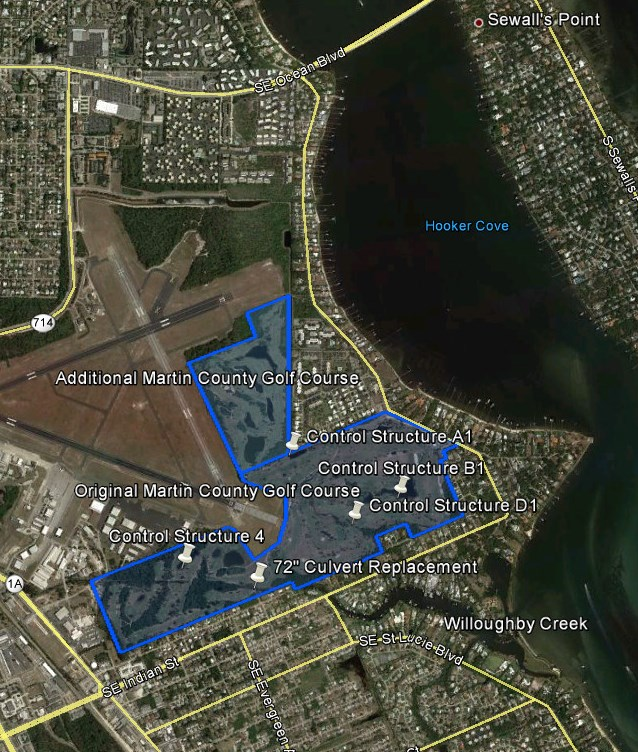 Sewall's Point
SE Ocean Blvd
S Sewalls
Hooker Cove
714
Additional Martin County Golf Course
Control Structure A1
Control Structure B1
Original Martin County Golf Course
Control Structure D1
Control Structure 4
72" Culvert Replacement
1A
Willoughby Creek
SE St Lucie Blvd
SE Indian St
SE Evergreen A
Ct